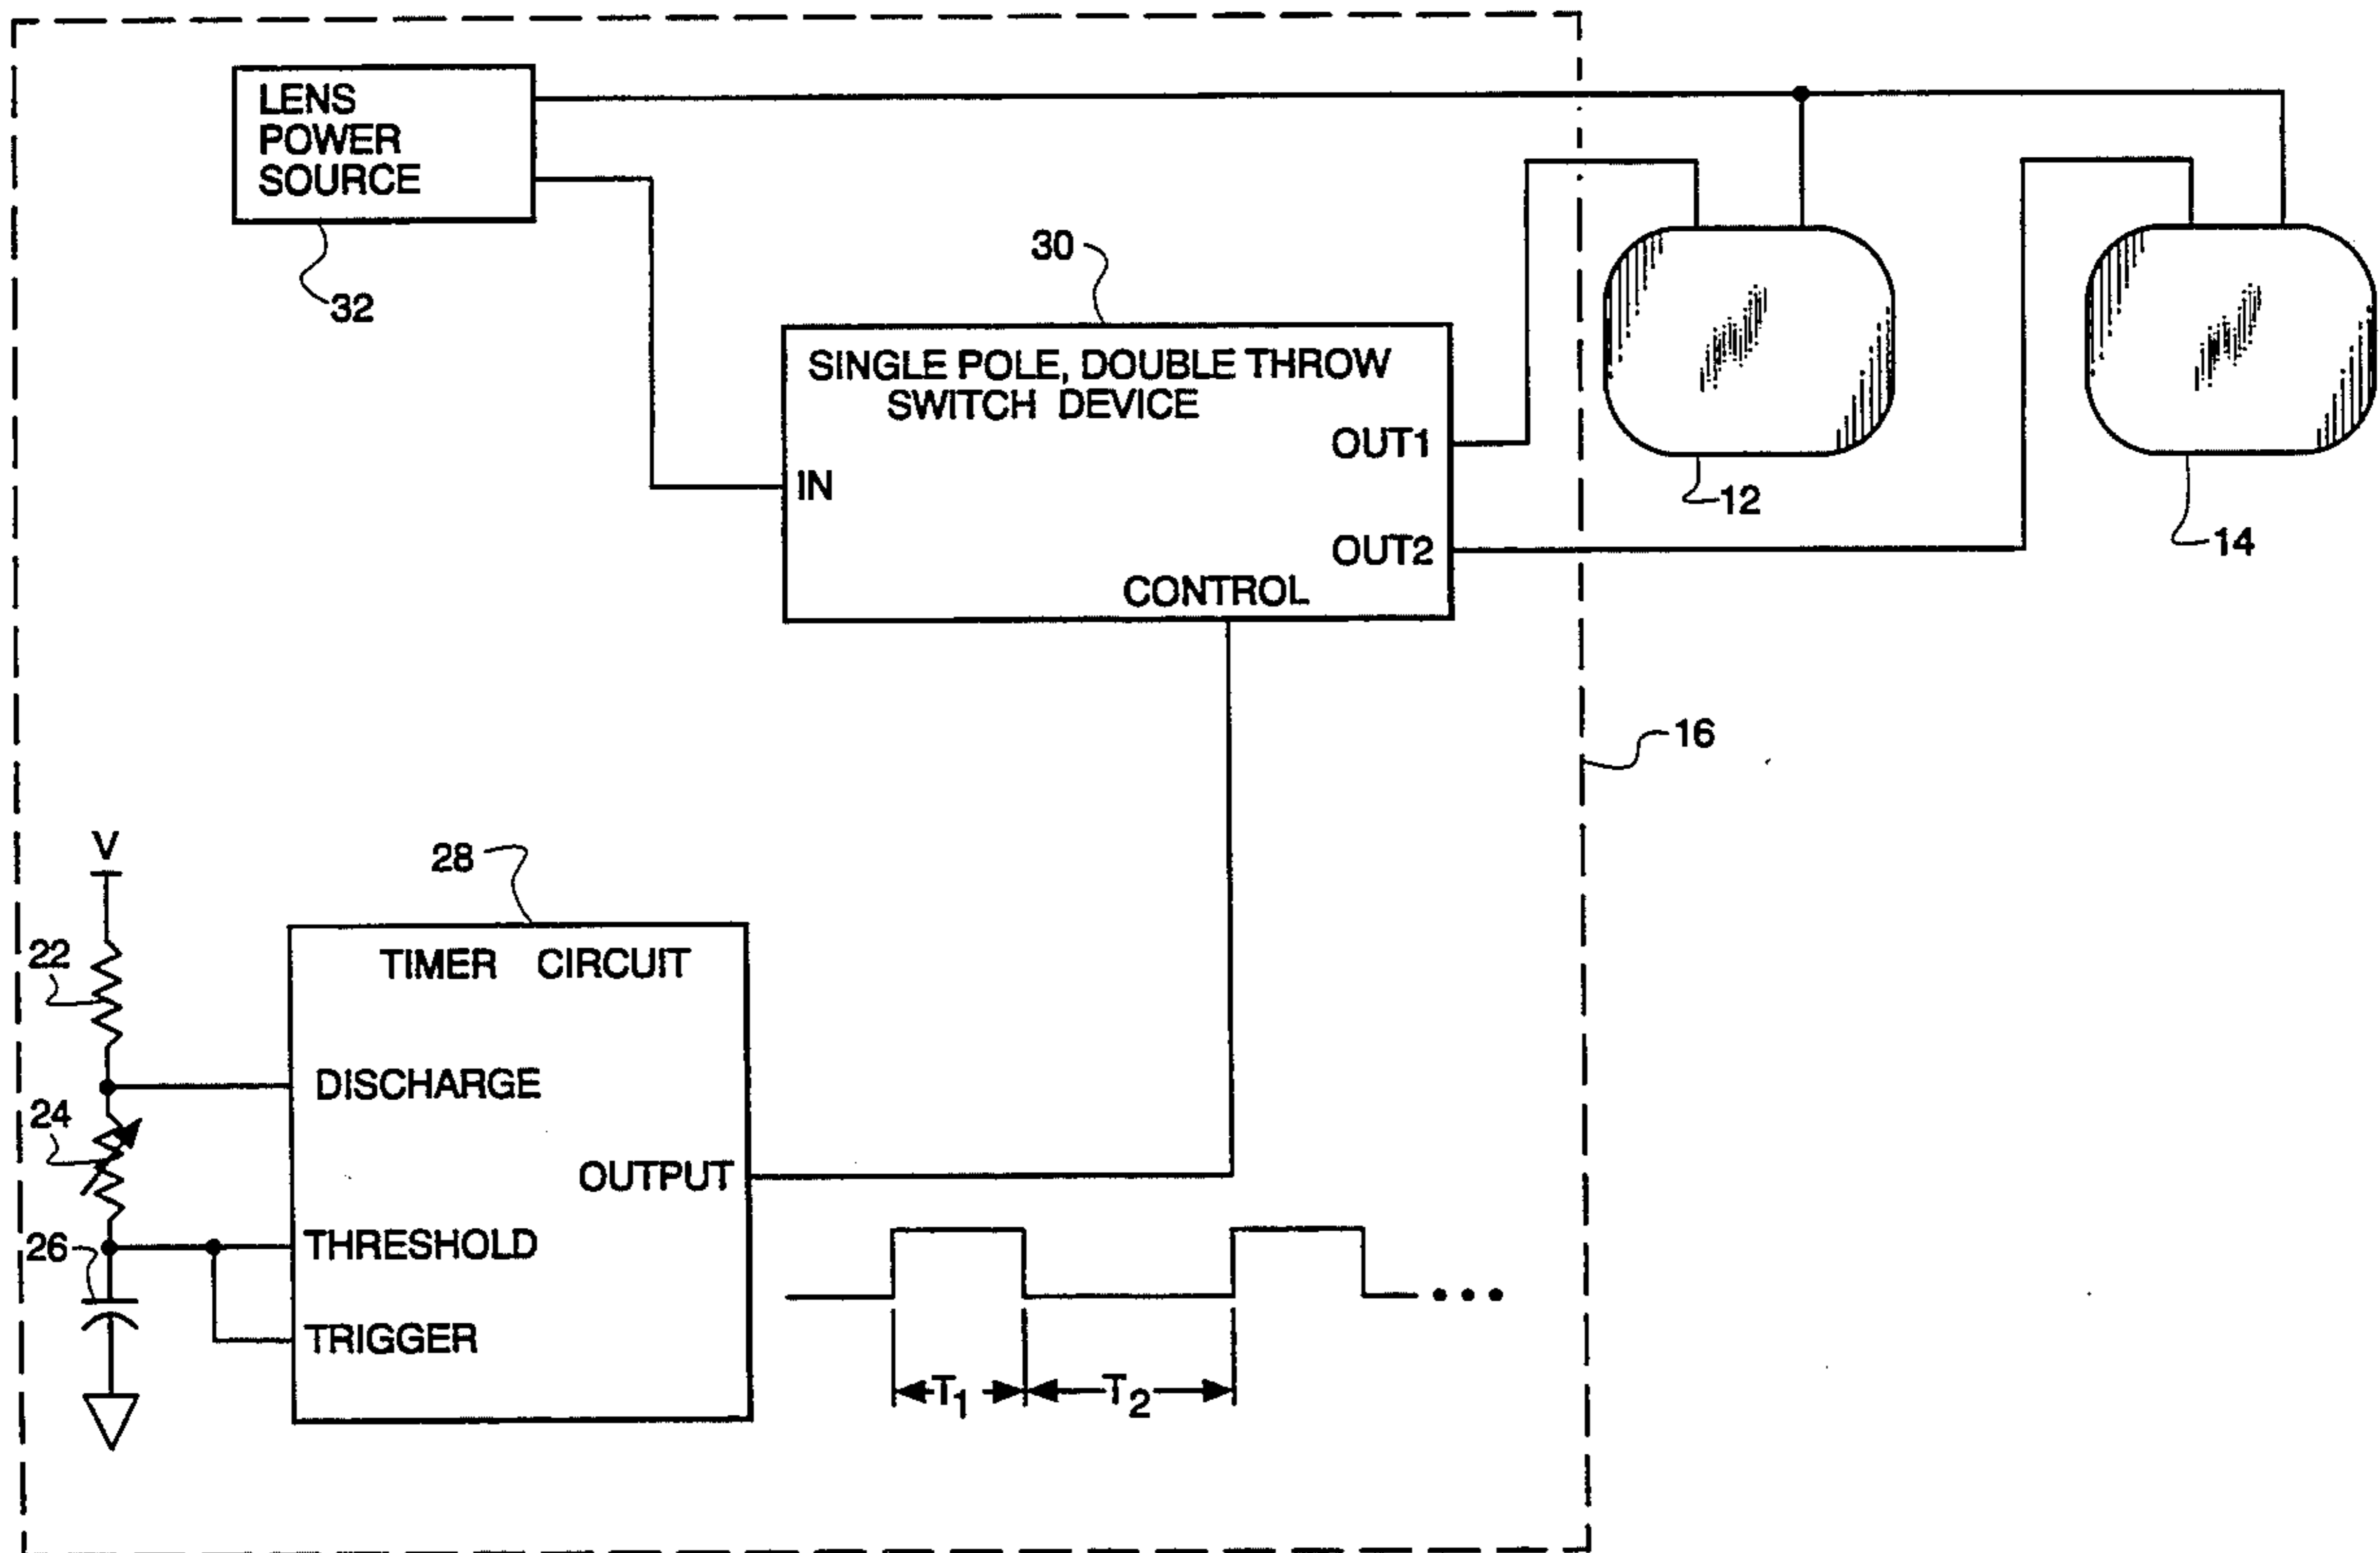 LENS
POWER
SOURCE
32
30
SINGLE POLE, DOUBLE THROW
SWITCH DEVICE
OUT1
IN
OUT2
CONTROL
12
14
16
V
28
22
TIMER CIRCUIT
DISCHARGE
24
OUTPUT
26
THRESHOLD
TRIGGER
T1
T2